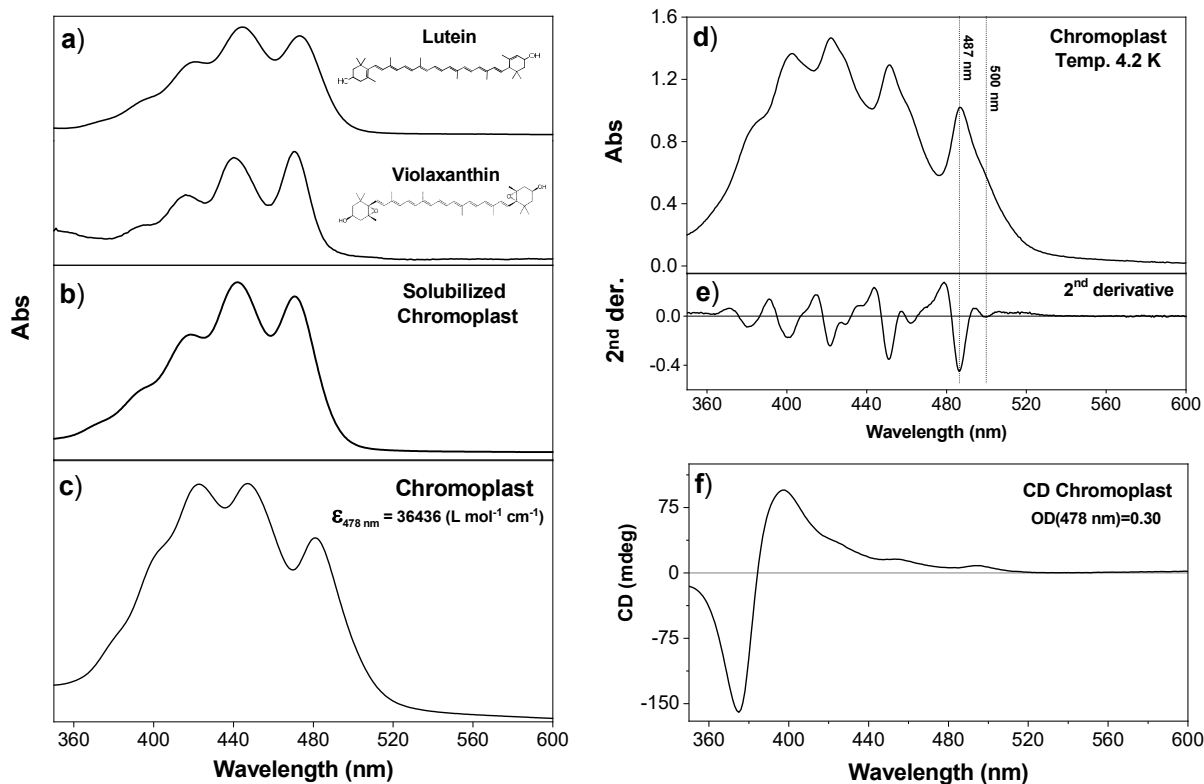 a)
Lutein
HO
OH
Violaxanthin
OH
O
O
HO
b)
Solubilized
Chromoplast
Abs
c)
Chromoplast
ε478 nm = 36436 (L mol-1 cm-1)
360 400 440 480 520 560 600
Wavelength (nm)
d)
Chromoplast
Temp. 4.2 K
487 nm
500 nm
1.6
1.2
0.8
0.4
0.0
Abs
e)
2nd derivative
0.0
-0.4
2nd der.
360 400 440 480 520 560 600
Wavelength (nm)
f)
CD Chromoplast
OD(478 nm)=0.30
75
0
-75
-150
CD (mdeg)
360 400 440 480 520 560 600
Wavelength (nm)